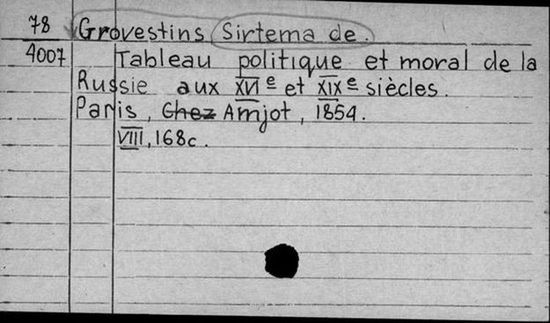 78 Grovestins Sirtema de.
4007 Tableau politique et moral de la
Russie aux XVIe et XIXe siècles.
Paris, Chez Amjot, 1854.
VIII, 168c.